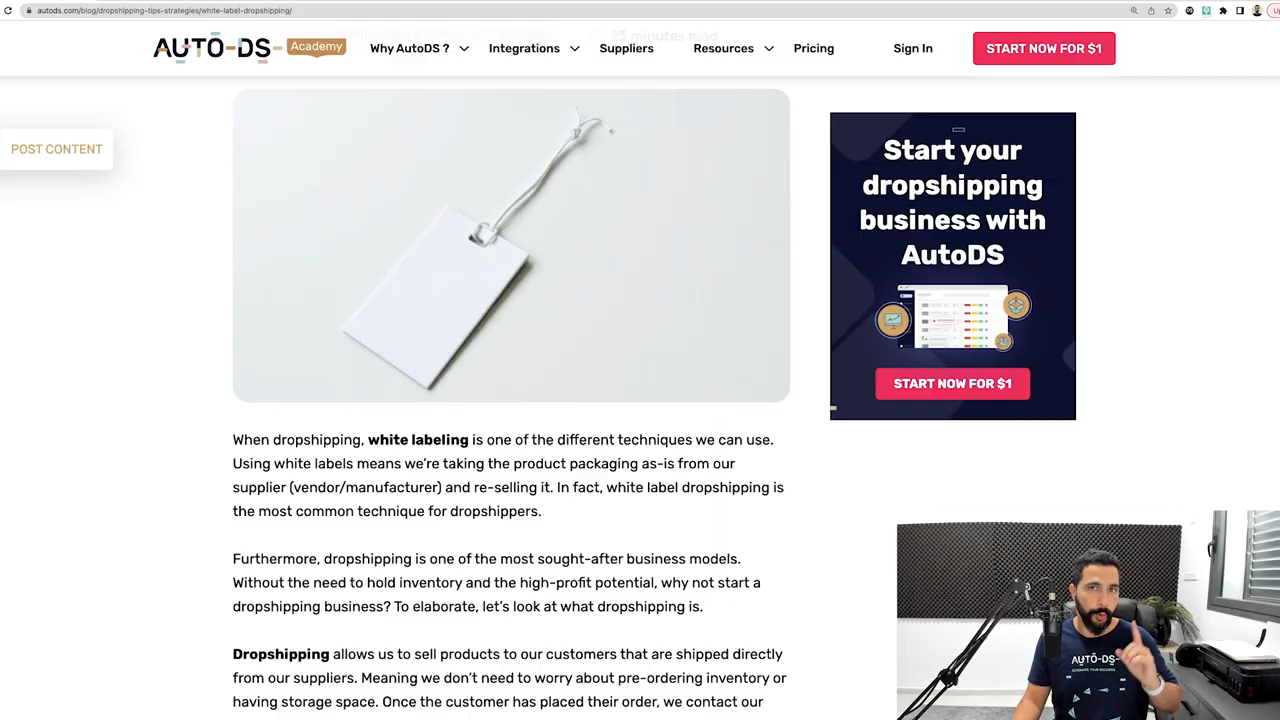 autods.com/blog/dropshipping-tips-strategies/white-label-dropshipping/
AUTO-DS- Academy Why AutoDS ? Integrations Suppliers Resources Pricing Sign In START NOW FOR $1
23 minutes read
POST CONTENT
Start your
dropshipping
business with
AutoDS
START NOW FOR $1
When dropshipping, white labeling is one of the different techniques we can use.
Using white labels means we're taking the product packaging as-is from our
supplier (vendor/manufacturer) and re-selling it. In fact, white label dropshipping is
the most common technique for dropshippers.
Furthermore, dropshipping is one of the most sought-after business models.
Without the need to hold inventory and the high-profit potential, why not start a
dropshipping business? To elaborate, let's look at what dropshipping is.
Dropshipping allows us to sell products to our customers that are shipped directly
from our suppliers. Meaning we don't need to worry about pre-ordering inventory or
having storage space. Once the customer has placed their order, we contact our
AUTO-DS-
AUTOMATE YOUR SUCCESS